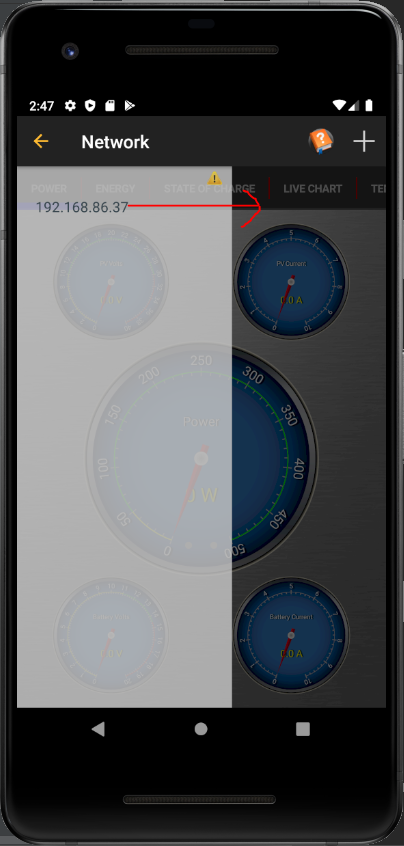 2:47
Network
POWER ENERGY STATE OF CHARGE LIVE CHART
192.168.86.37
PV Current
0.0 A
Power
0 50 100 150 200 250 300 350 400 450 500
0 W
Battery Current
0.0 A